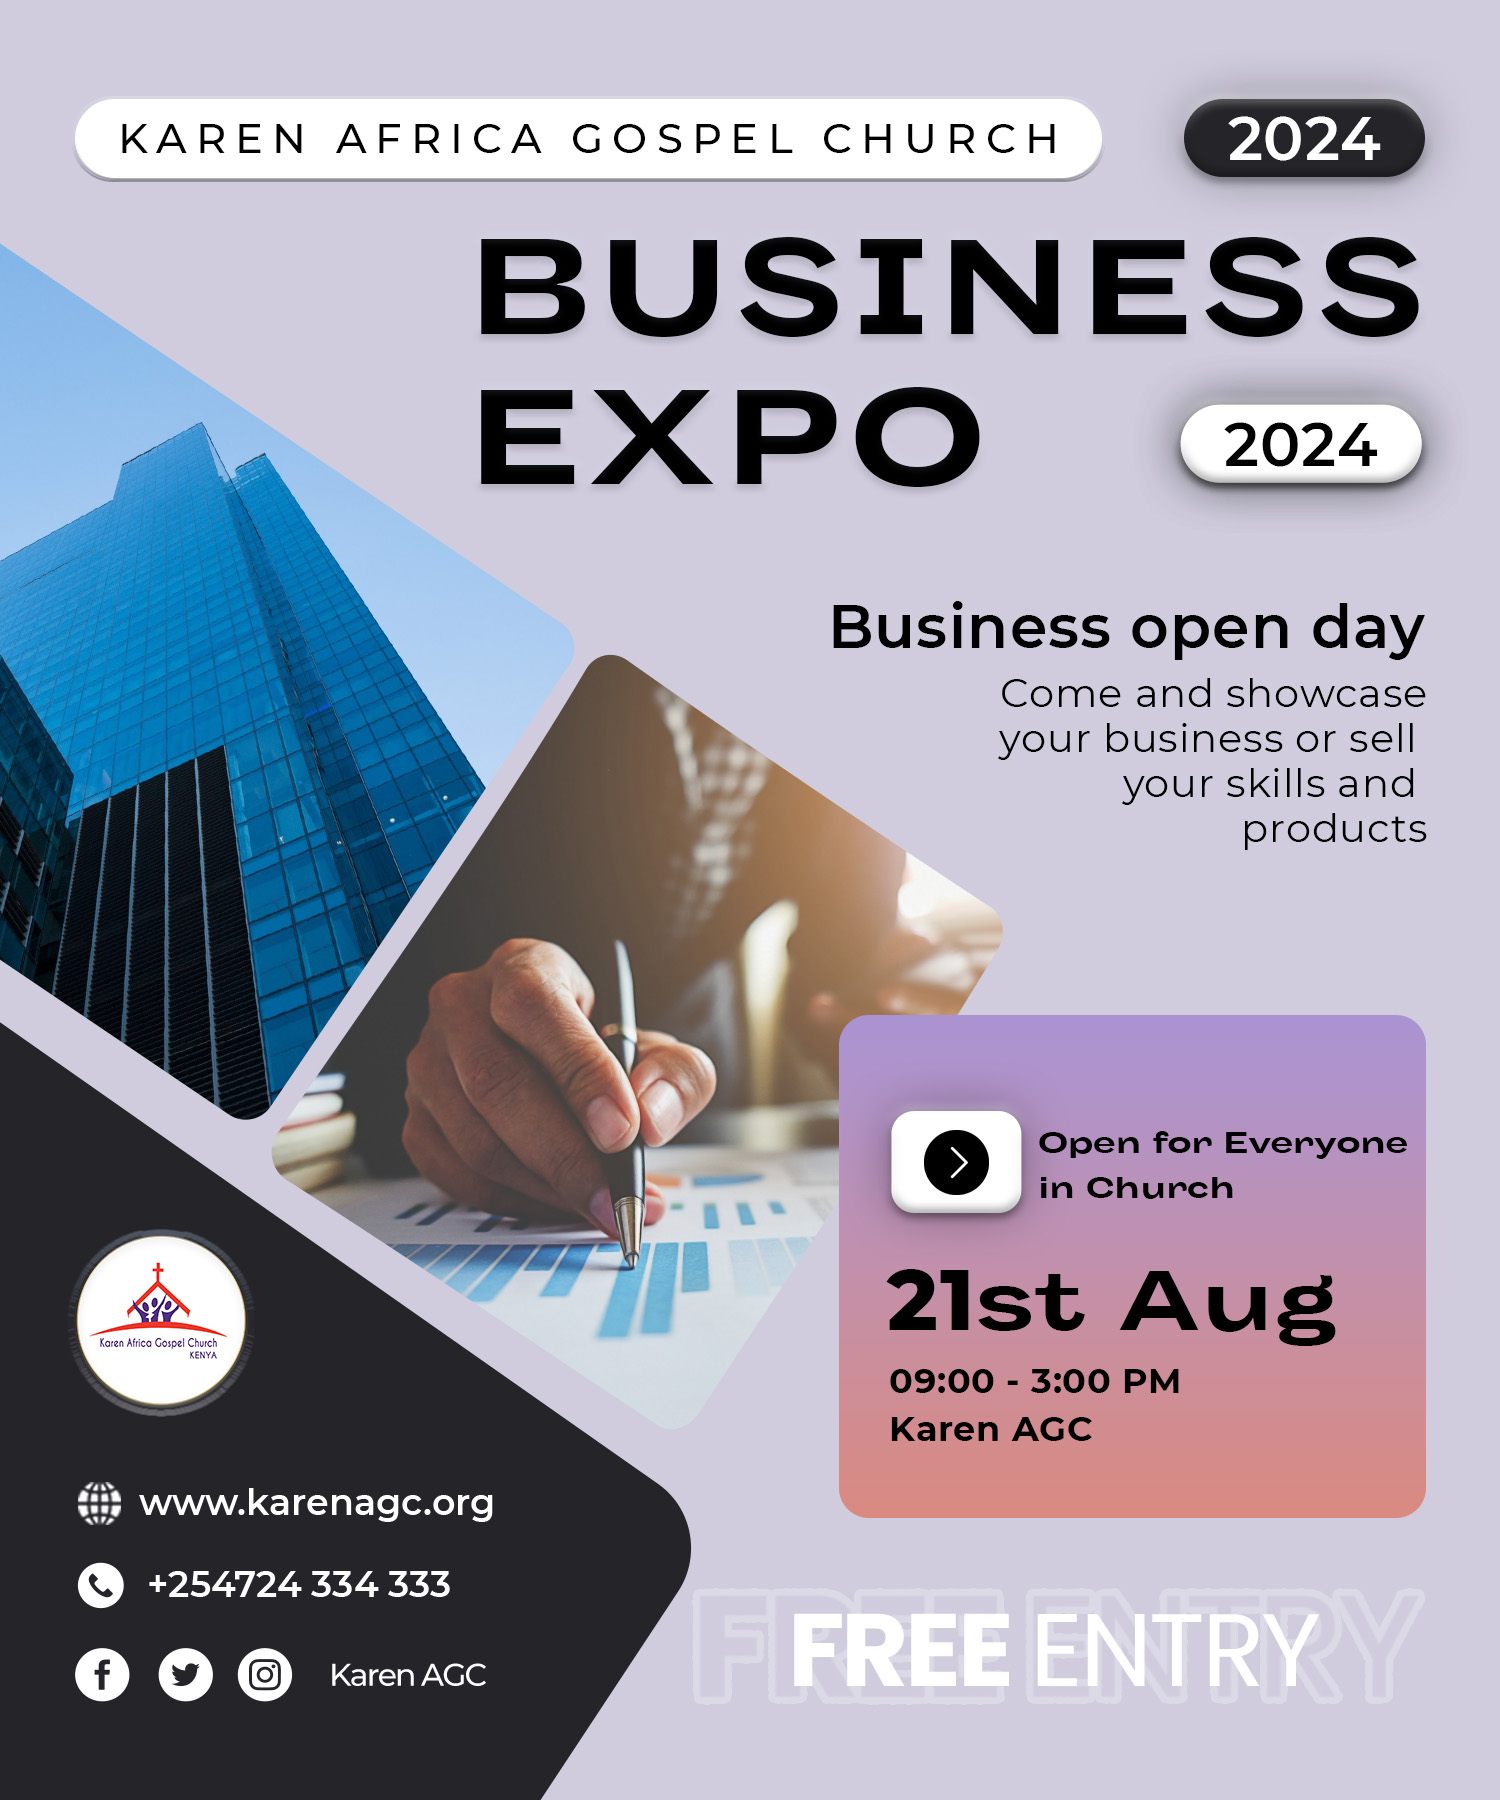 KAREN AFRICA GOSPEL CHURCH
2024
BUSINESS
EXPO
2024
Business open day
Come and showcase
your business or sell
your skills and
products
Open for Everyone
in Church
21st Aug
09:00 - 3:00 PM
Karen AGC
Karen Africa Gospel Church
KENYA
www.karenagc.org
+254724 334 333
Karen AGC
FREE ENTRY
FREE ENTRY